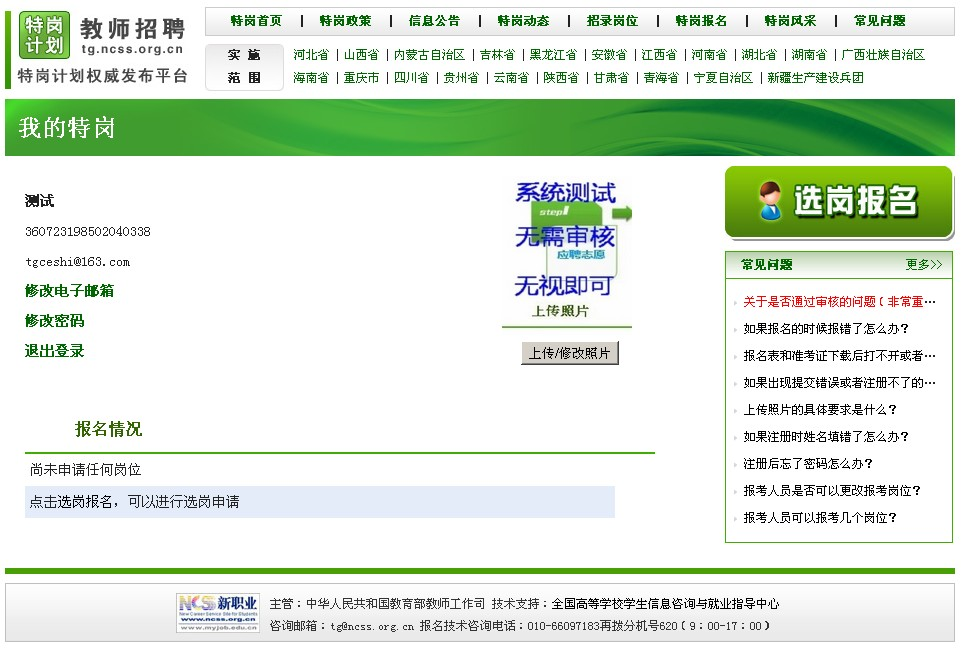 特岗计划 教师招聘
tg.ncss.org.cn
特岗计划权威发布平台
特岗首页 | 特岗政策 | 信息公告 | 特岗动态 | 招录岗位 | 特岗报名 | 特岗风采 | 常见问题
实施范围
河北省 | 山西省 | 内蒙古自治区 | 吉林省 | 黑龙江省 | 安徽省 | 江西省 | 河南省 | 湖北省 | 湖南省 | 广西壮族自治区
海南省 | 重庆市 | 四川省 | 贵州省 | 云南省 | 陕西省 | 甘肃省 | 青海省 | 宁夏自治区 | 新疆生产建设兵团
我的特岗
测试
360723198502040338
tgceshi@163.com
修改电子邮箱
修改密码
退出登录
系统测试
step1
无需审核
应聘志愿
无视即可
上传照片
上传/修改照片
报名情况
尚未申请任何岗位
点击选岗报名，可以进行选岗申请
选岗报名
常见问题 更多>>
关于是否通过审核的问题（非常重…
如果报名的时候报错了怎么办？
报名表和准考证下载后打不开或者…
如果出现提交错误或者注册不了的…
上传照片的具体要求是什么？
如果注册时姓名填错了怎么办？
注册后忘了密码怎么办？
报考人员是否可以更改报考岗位？
报考人员可以报考几个岗位？
NCS 新职业
New Career Service Site for Students
www.ncss.org.cn
www.myjob.edu.cn
主管：中华人民共和国教育部教师工作司 技术支持：全国高等学校学生信息咨询与就业指导中心
咨询邮箱：tg@ncss.org.cn 报名技术咨询电话：010-66097183再拨分机号620（9：00-17：00）